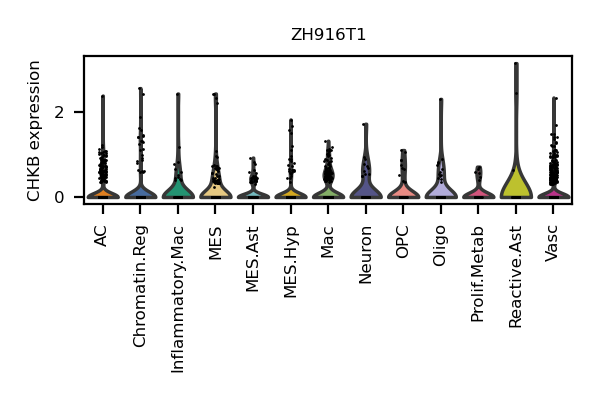 ZH916T1
CHKB expression
2
0
AC
Chromatin.Reg
Inflammatory.Mac
MES
MES.Ast
MES.Hyp
Mac
Neuron
OPC
Oligo
Prolif.Metab
Reactive.Ast
Vasc